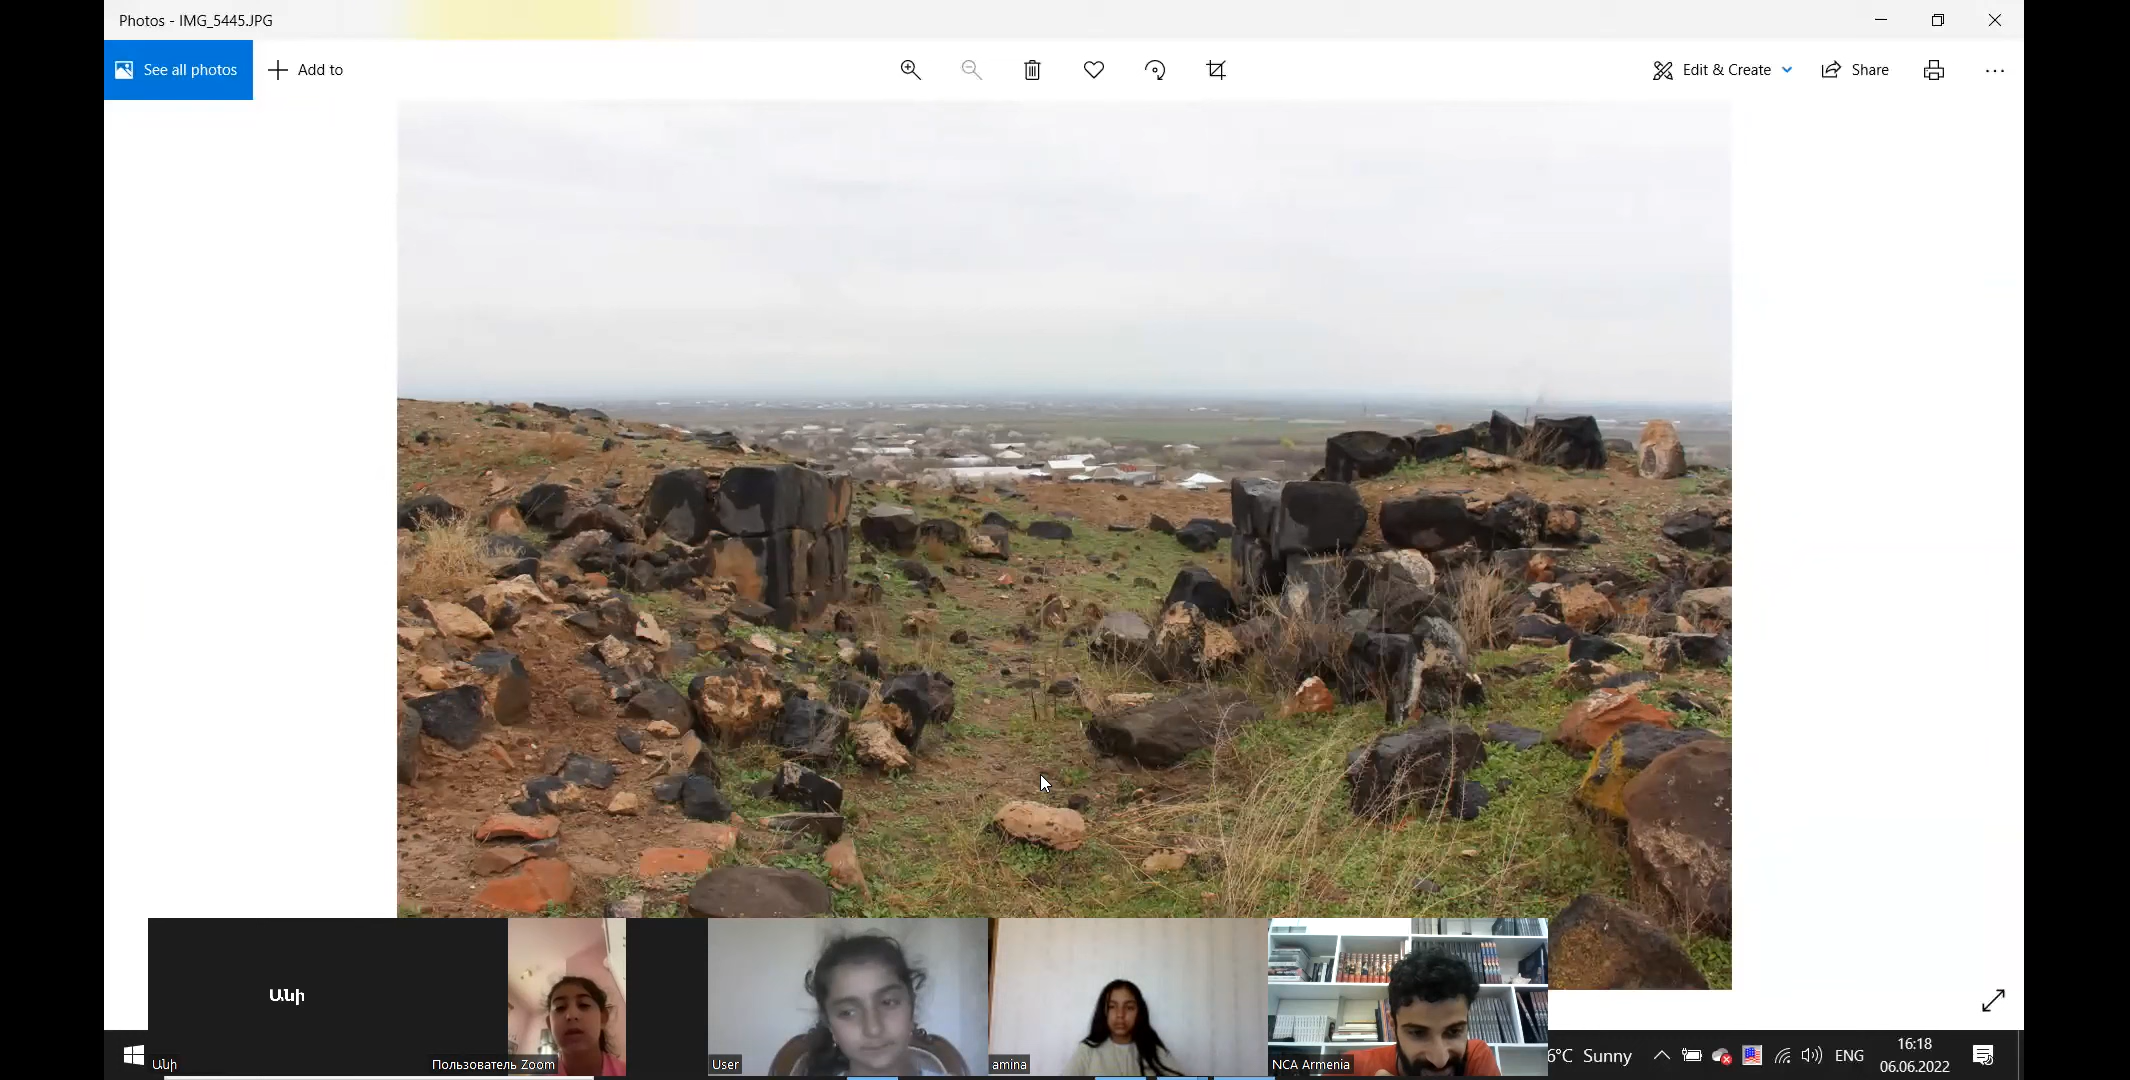 Photos - IMG_5445.JPG
See all photos
Add to
Edit & Create
Share
Անի
Անի
Пользователь Zoom
User
amina
NCA Armenia
6°C Sunny
ENG
16:18
06.06.2022